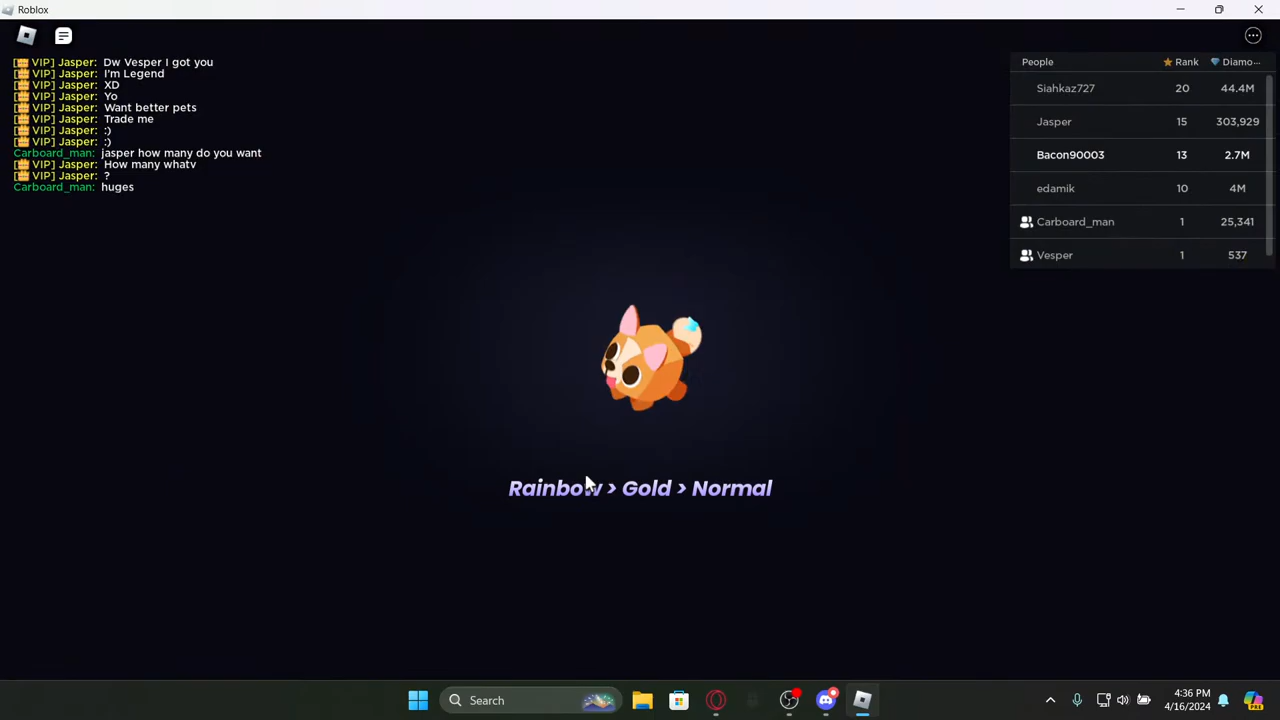 Roblox
[VIP] Jasper: Dw Vesper I got you
[VIP] Jasper: I'm Legend
[VIP] Jasper: XD
[VIP] Jasper: Yo
[VIP] Jasper: Want better pets
[VIP] Jasper: Trade me
[VIP] Jasper: :)
[VIP] Jasper: :)
Carboard_man: jasper how many do you want
[VIP] Jasper: How many whatv
[VIP] Jasper: ?
Carboard_man: huges
People Rank Diamo...
Siahkaz727 20 44.4M
Jasper 15 303,929
Bacon90003 13 2.7M
edamik 10 4M
Carboard_man 1 25,341
Vesper 1 537
Rainbow > Gold > Normal
Search
4:36 PM
4/16/2024